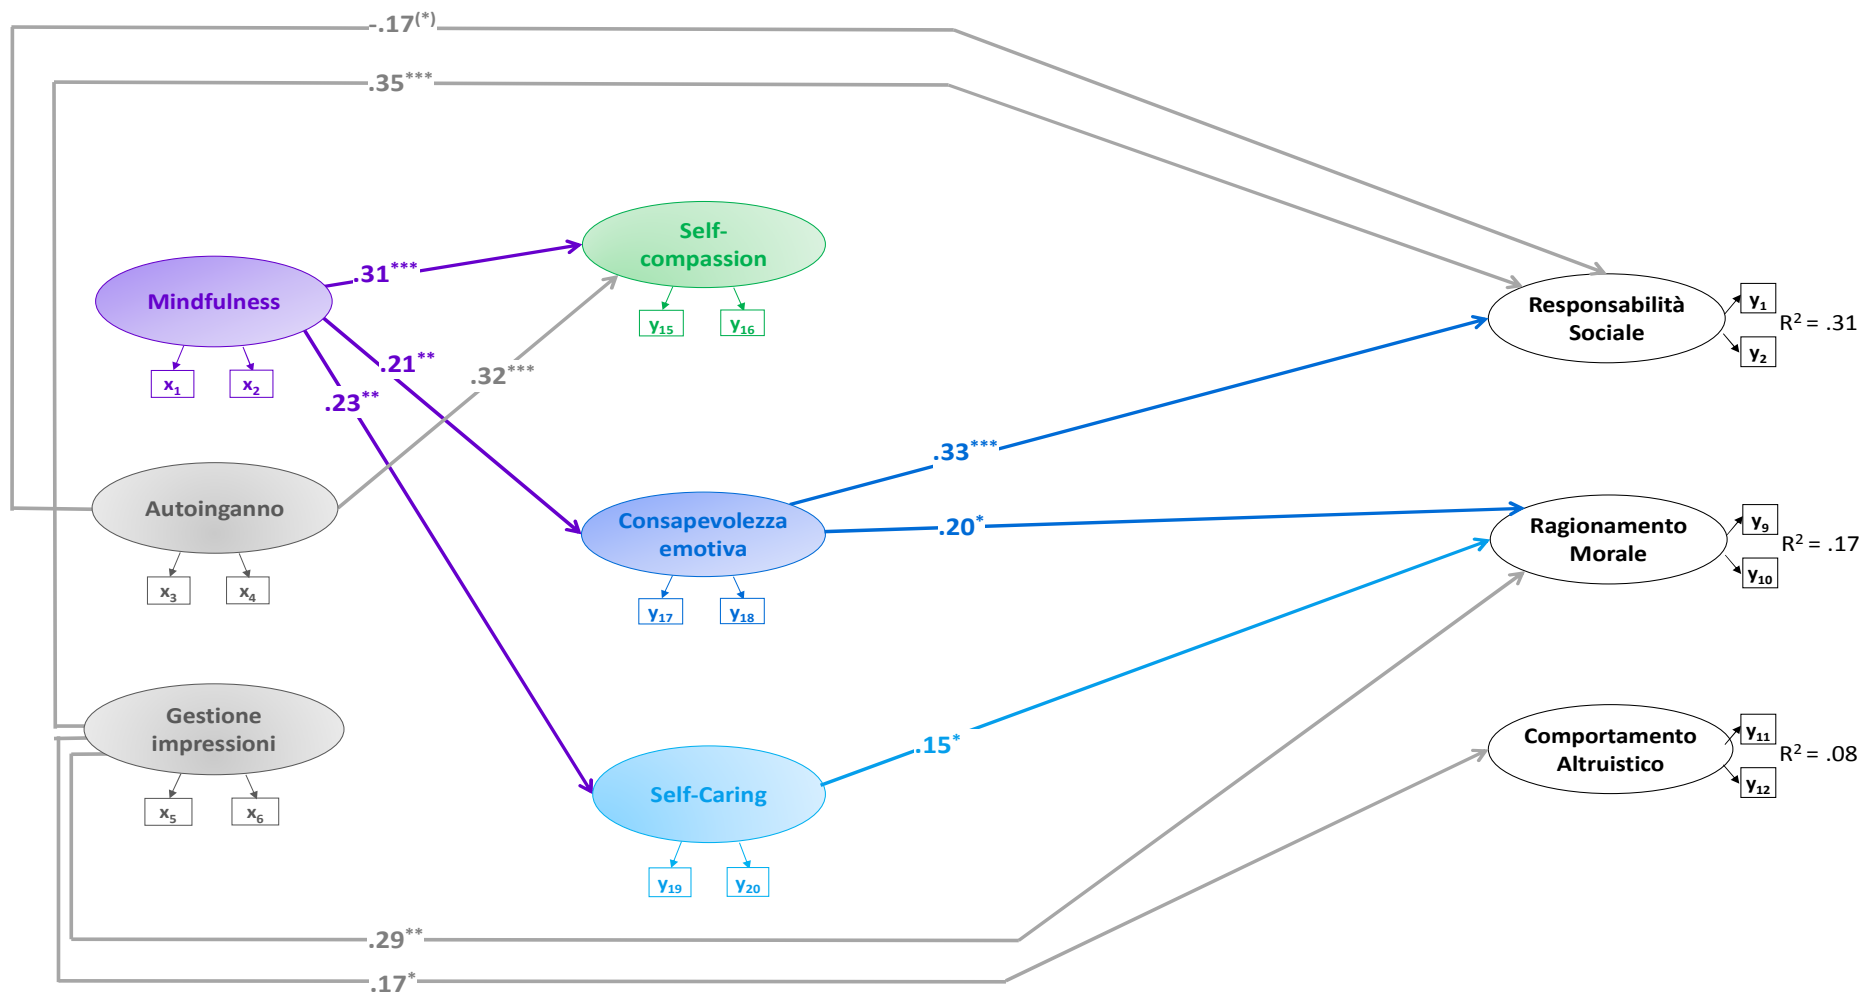 -.17(*)
.35***
Self-
compassion
.31***
Mindfulness
y15 y16
x1 x2
.21**
.32***
.23**
Responsabilità
Sociale
y1
y2
R2 = .31
.33***
Autoinganno
x3 x4
Consapevolezza
emotiva
y17 y18
.20*
Ragionamento
Morale
y9
y10
R2 = .17
Gestione
impressioni
x5 x6
Self-Caring
y19 y20
.15*
Comportamento
Altruistico
y11
y12
R2 = .08
.29**
.17*